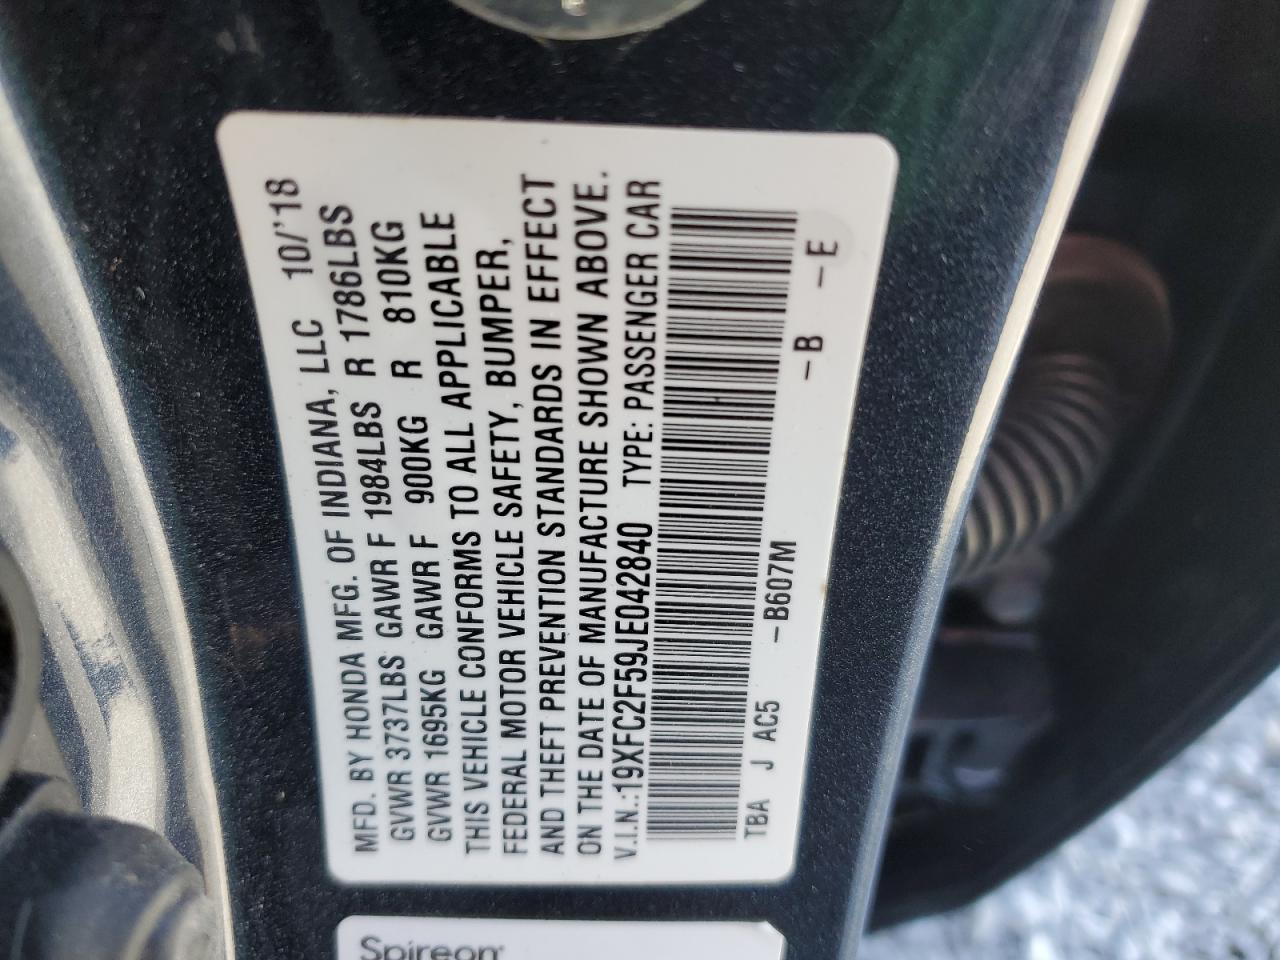 MFD. BY HONDA MFG. OF INDIANA, LLC 10/'18
GVWR 3737LBS GAWR F 1984LBS R 1786LBS
GVWR 1695KG GAWR F 900KG R 810KG
THIS VEHICLE CONFORMS TO ALL APPLICABLE
FEDERAL MOTOR VEHICLE SAFETY, BUMPER,
AND THEFT PREVENTION STANDARDS IN EFFECT
ON THE DATE OF MANUFACTURE SHOWN ABOVE.
V.I.N.:19XFC2F59JE042840 TYPE: PASSENGER CAR
TBA J AC5 -B607M -B -E
Spireon